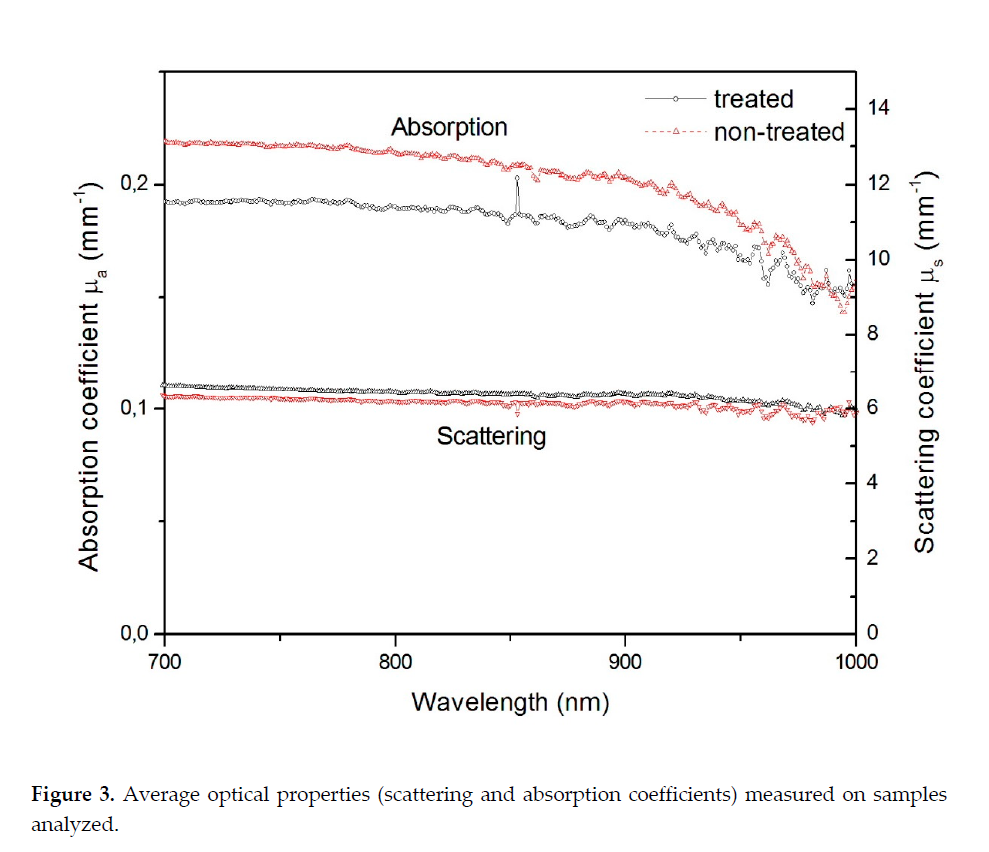 treated
non-treated
Absorption
Scattering
Absorption coefficient μa (mm-1)
0,2
0,1
0,0
14
12
10
8
6
4
2
0
Scattering coefficient μs (mm-1)
700
800
900
1000
Wavelength (nm)
Figure 3. Average optical properties (scattering and absorption coefficients) measured on samples
analyzed.